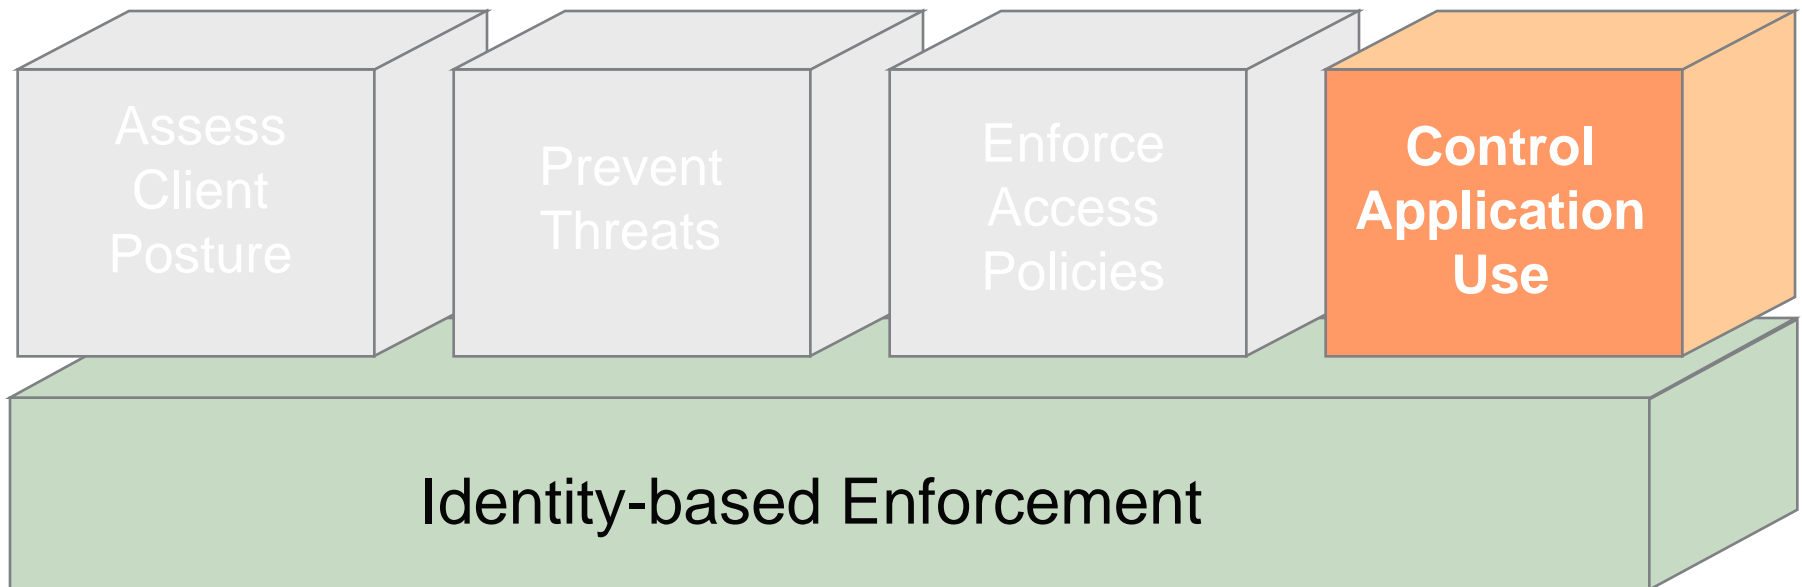 Assess
Client
Posture
Prevent
Threats
Enforce
Access
Policies
Control
Application
Use
Identity-based Enforcement